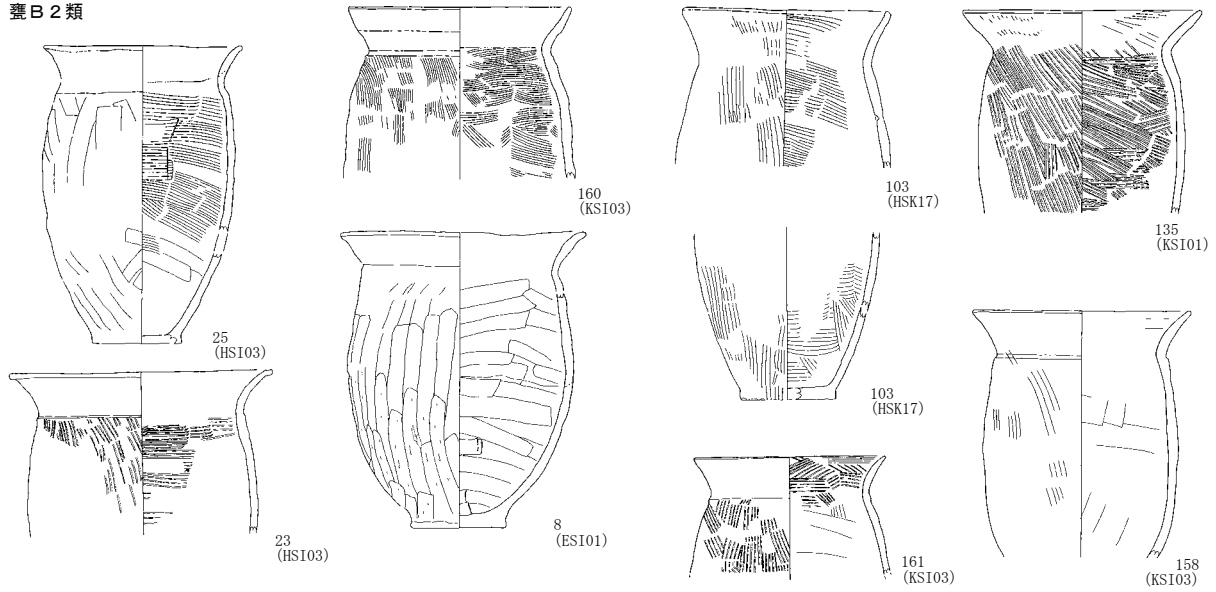 甕Ｂ２類
25
(HSI03)
160
(KSI03)
103
(HSK17)
135
(KSI01)
23
(HSI03)
8
(ESI01)
103
(HSK17)
161
(KSI03)
158
(KSI03)